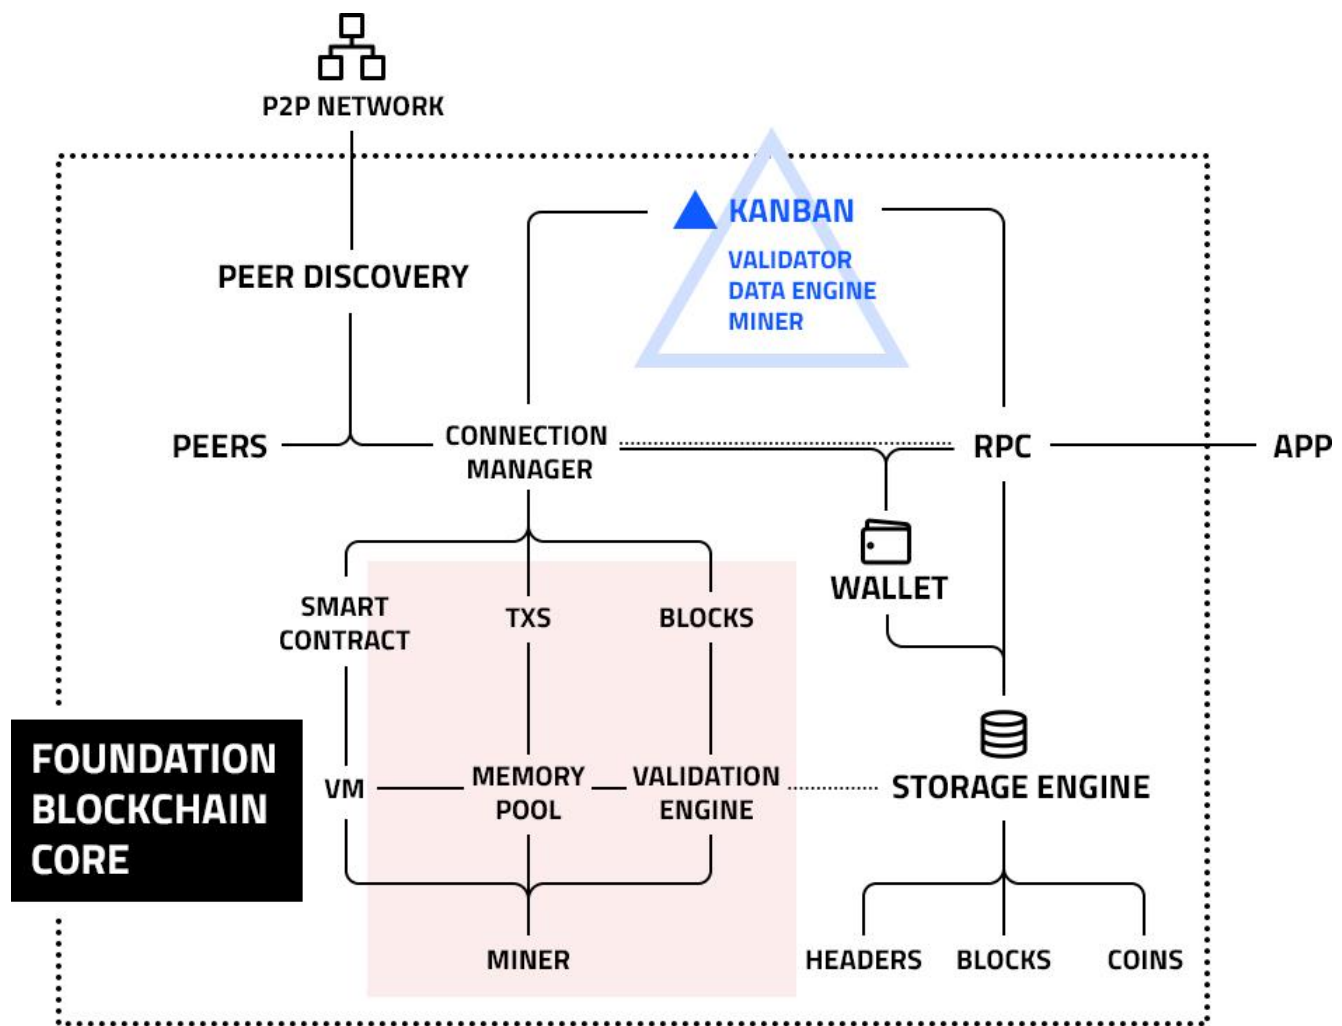 P2P NETWORK
KANBAN
VALIDATOR
DATA ENGINE
MINER
PEER DISCOVERY
PEERS
CONNECTION
MANAGER
RPC
APP
WALLET
SMART
CONTRACT
TXS
BLOCKS
FOUNDATION
BLOCKCHAIN
CORE
VM
MEMORY
POOL
VALIDATION
ENGINE
STORAGE ENGINE
MINER
HEADERS
BLOCKS
COINS